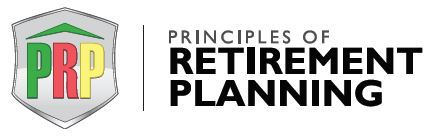 PRP
PRINCIPLES OF
RETIREMENT
PLANNING